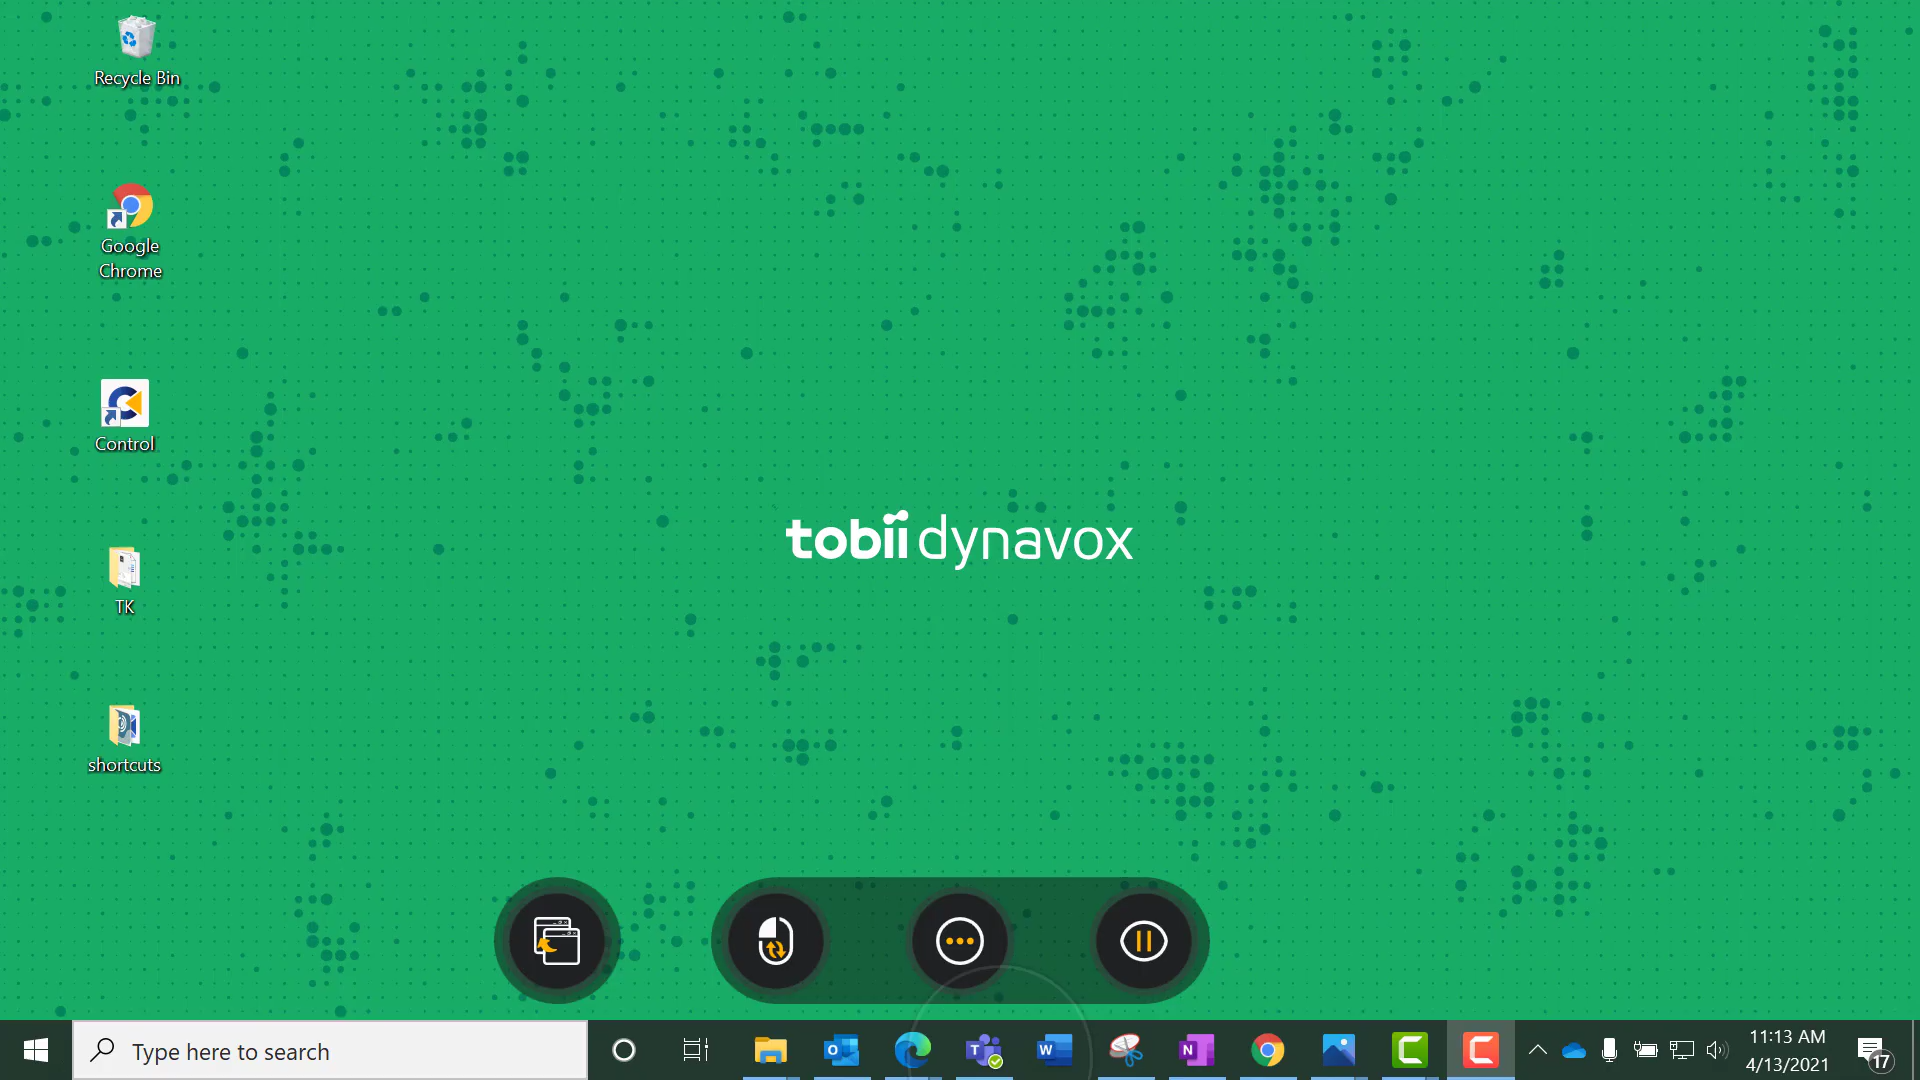 Recycle Bin
Google
Chrome
Control
TK
shortcuts
tobii dynavox
Type here to search
O
T
W
N
11:13 AM
4/13/2021
17